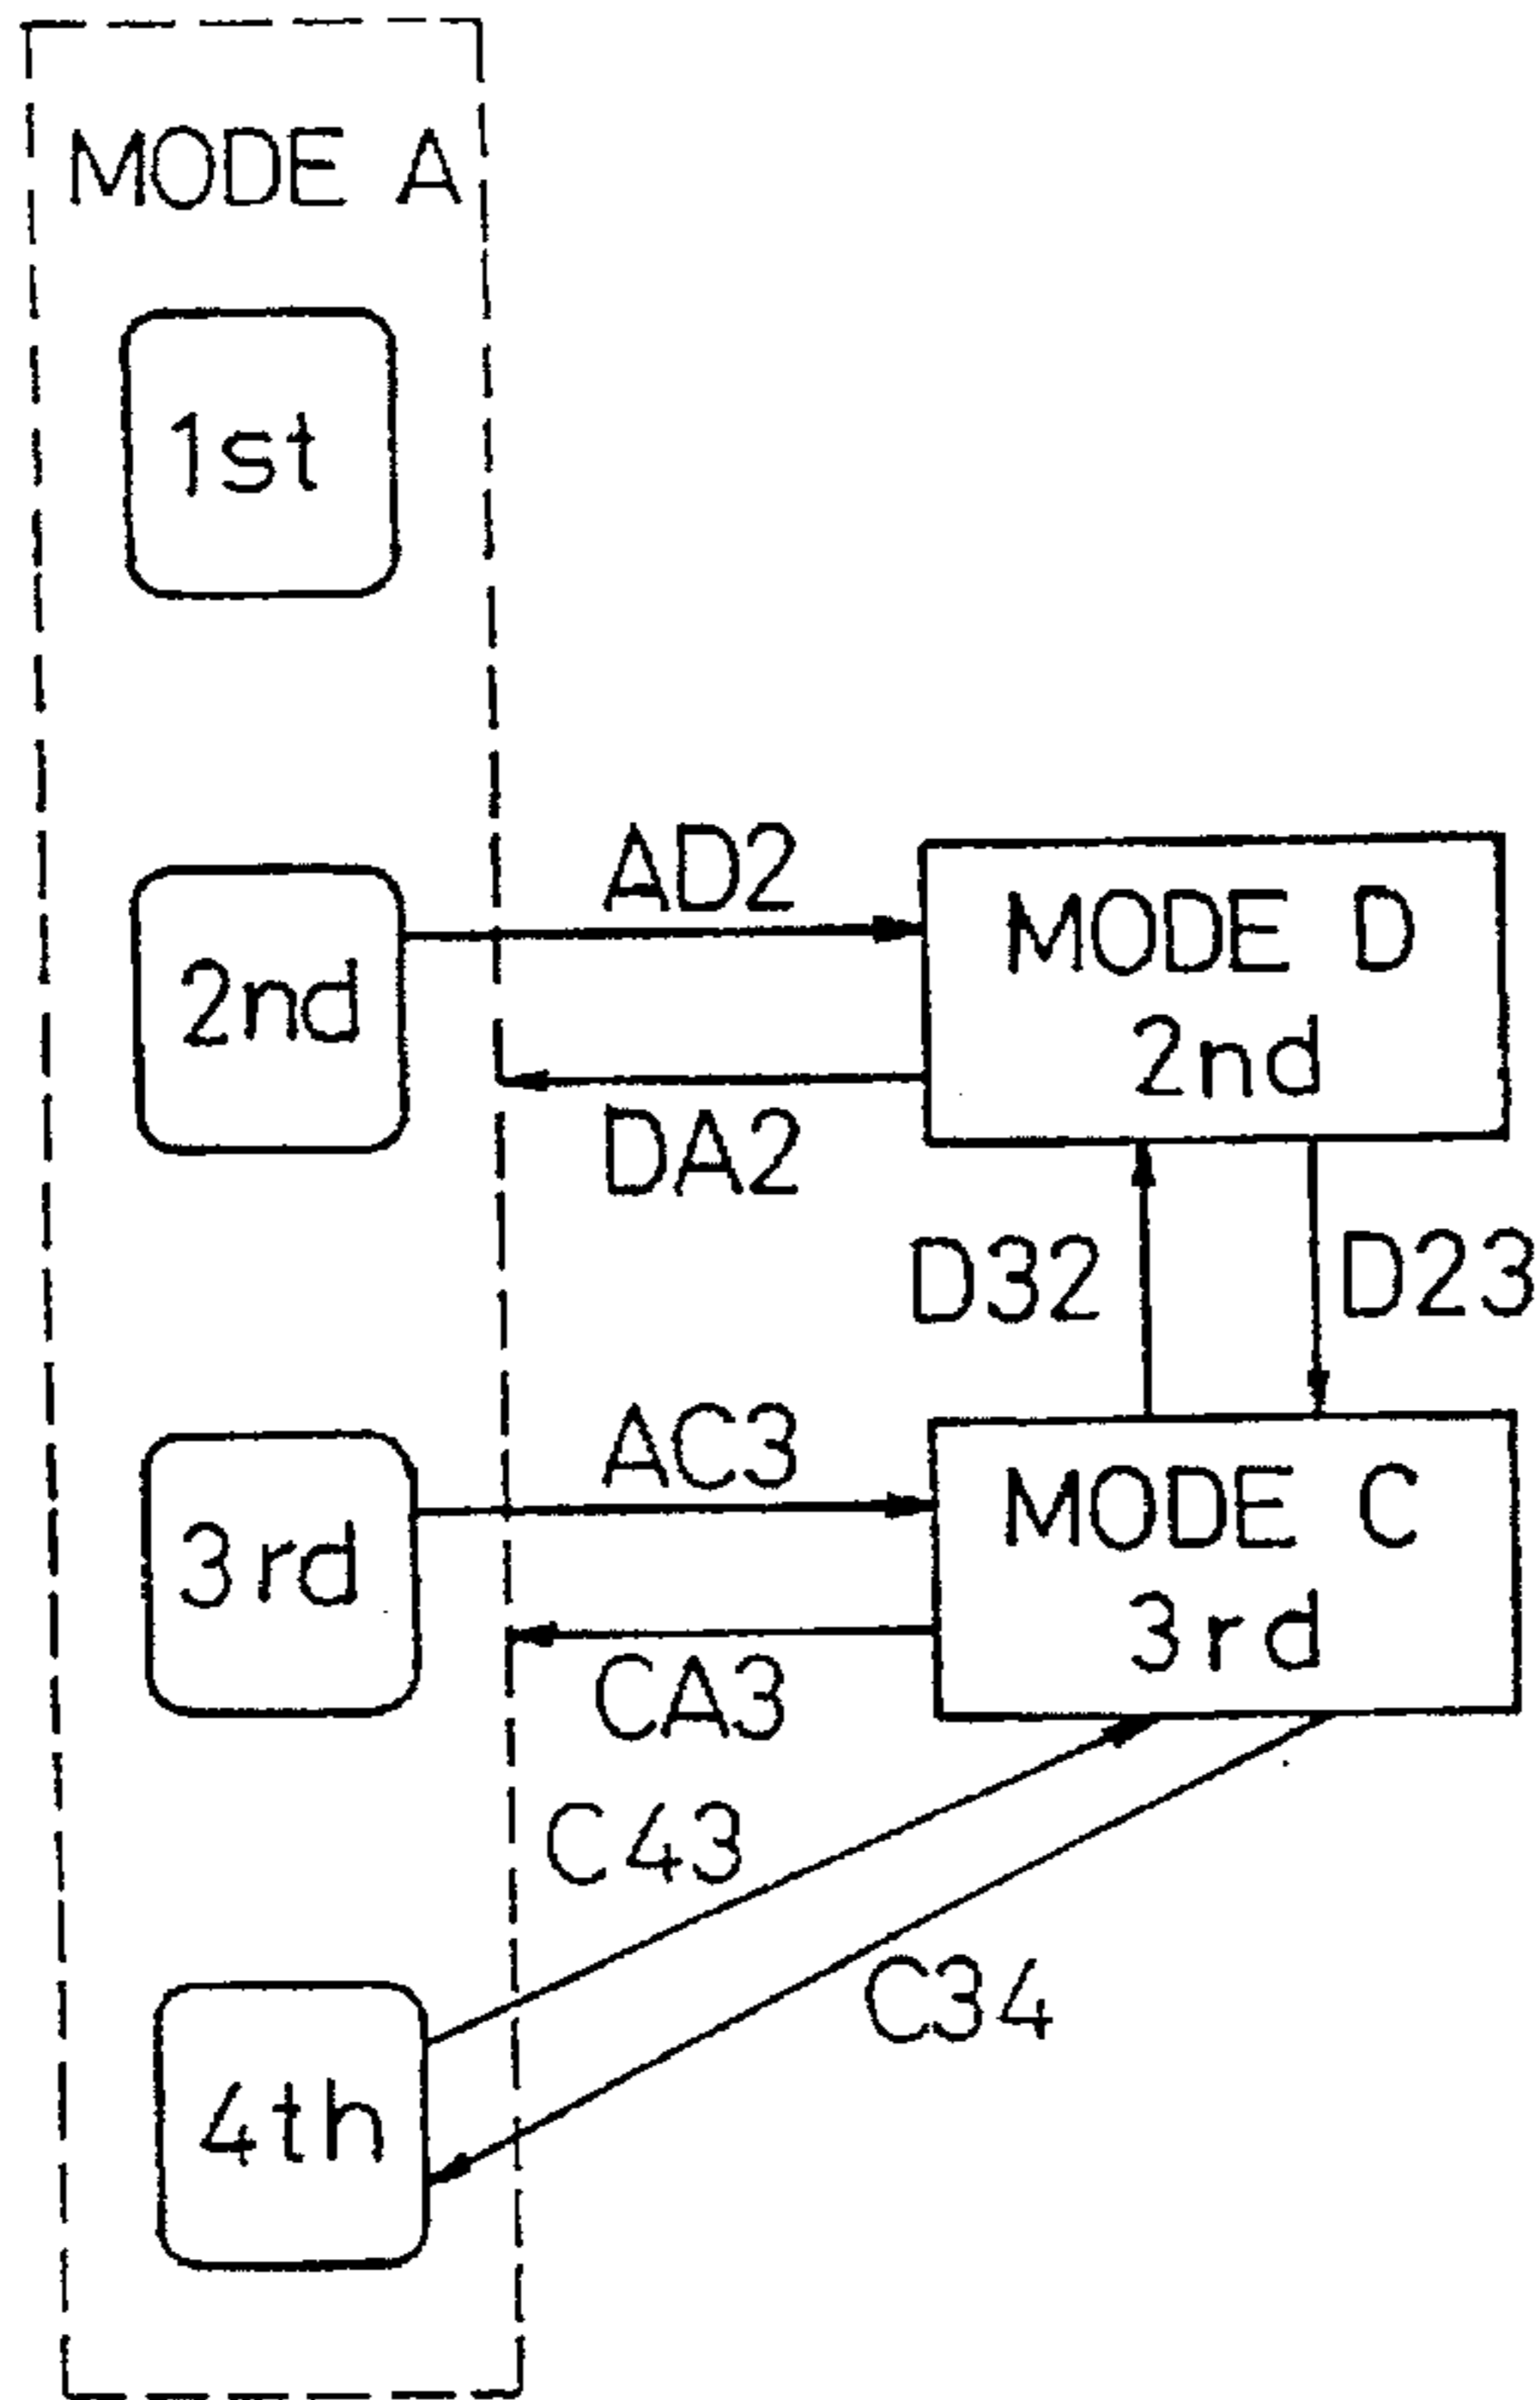 MODE A
1st
AD2
MODE D
2nd
2nd
DA2
D32
D23
AC3
MODE C
3rd
3rd
CA3
C43
C34
4th